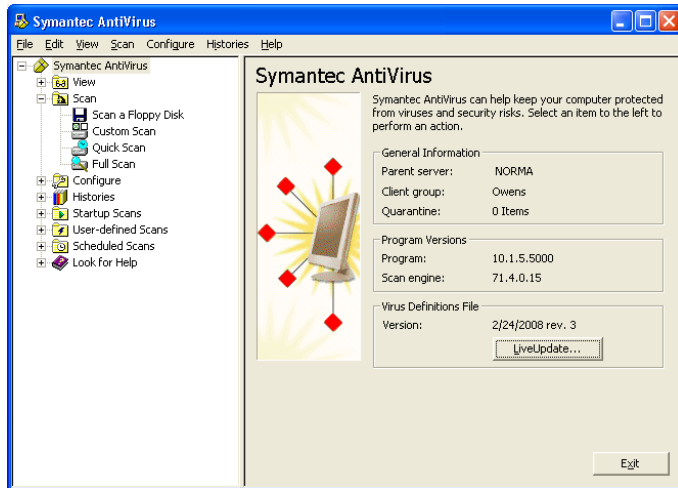 Symantec AntiVirus
File Edit View Scan Configure Histories Help
Symantec AntiVirus
View
Scan
Scan a Floppy Disk
Custom Scan
Quick Scan
Full Scan
Configure
Histories
Startup Scans
User-defined Scans
Scheduled Scans
Look for Help
Symantec AntiVirus
Symantec AntiVirus can help keep your computer protected
from viruses and security risks. Select an item to the left to
perform an action.
General Information
Parent server: NORMA
Client group: Owens
Quarantine: 0 Items
Program Versions
Program: 10.1.5.5000
Scan engine: 71.4.0.15
Virus Definitions File
Version: 2/24/2008 rev. 3
LiveUpdate...
Exit